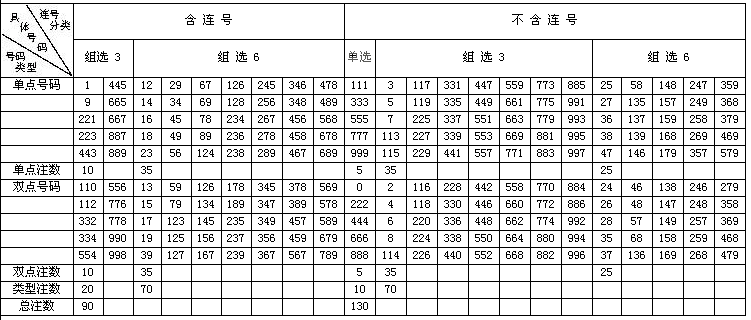 具体号码 连号分类 号码类型 含 连 号 不 含 连 号
组选 3 组 选 6 单选 组 选 3 组 选 6
单点号码 1 445 12 29 67 126 245 346 478 111 3 117 331 447 559 773 885 25 58 148 247 359
9 665 14 34 69 128 256 348 489 333 5 119 335 449 661 775 991 27 135 157 249 368
221 667 16 45 78 234 267 456 568 555 7 225 337 551 663 779 993 36 137 159 258 379
223 887 18 49 89 236 278 458 678 777 113 227 339 553 669 881 995 38 139 168 269 469
443 889 23 56 124 238 289 467 689 999 115 229 441 557 771 883 997 47 146 179 357 579
单点注数 10 35 5 35 25
双点号码 110 556 13 59 126 178 345 378 569 0 2 116 228 442 558 770 884 24 46 138 246 279
112 776 15 79 134 189 347 389 578 222 4 118 330 446 660 772 886 26 48 147 248 358
332 778 17 123 145 235 349 457 589 444 6 220 336 448 662 774 992 28 57 149 257 369
334 990 19 125 156 237 356 459 679 666 8 224 338 550 664 880 994 35 68 158 259 468
554 998 39 127 167 239 367 567 789 888 114 226 440 552 668 882 996 37 136 169 268 479
双点注数 10 35 5 35 25
类型注数 20 70 10 70
总注数 90 130